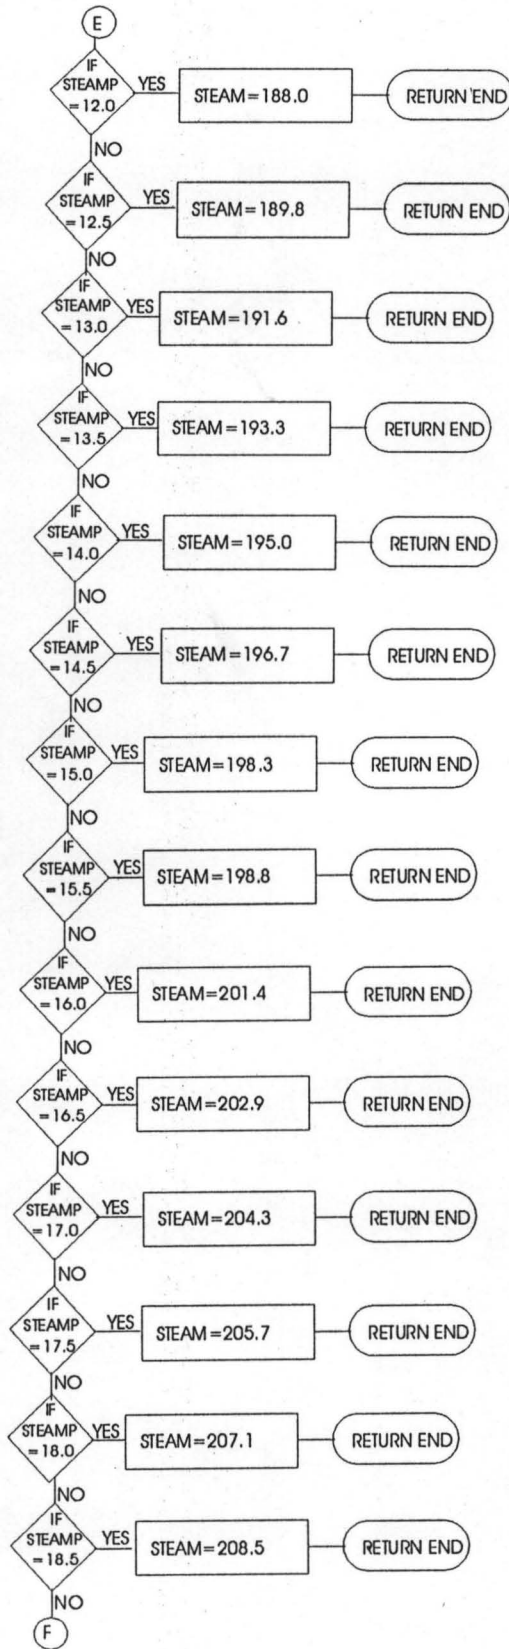 E
IF
STEAMP
=12.0
YES
STEAM=188.0
RETURN END
NO
IF
STEAMP
=12.5
YES
STEAM=189.8
RETURN END
NO
IF
STEAMP
=13.0
YES
STEAM=191.6
RETURN END
NO
IF
STEAMP
=13.5
YES
STEAM=193.3
RETURN END
NO
IF
STEAMP
=14.0
YES
STEAM=195.0
RETURN END
NO
IF
STEAMP
=14.5
YES
STEAM=196.7
RETURN END
NO
IF
STEAMP
=15.0
YES
STEAM=198.3
RETURN END
NO
IF
STEAMP
=15.5
YES
STEAM=198.8
RETURN END
NO
IF
STEAMP
=16.0
YES
STEAM=201.4
RETURN END
NO
IF
STEAMP
=16.5
YES
STEAM=202.9
RETURN END
NO
IF
STEAMP
=17.0
YES
STEAM=204.3
RETURN END
NO
IF
STEAMP
=17.5
YES
STEAM=205.7
RETURN END
NO
IF
STEAMP
=18.0
YES
STEAM=207.1
RETURN END
NO
IF
STEAMP
=18.5
YES
STEAM=208.5
RETURN END
NO
F